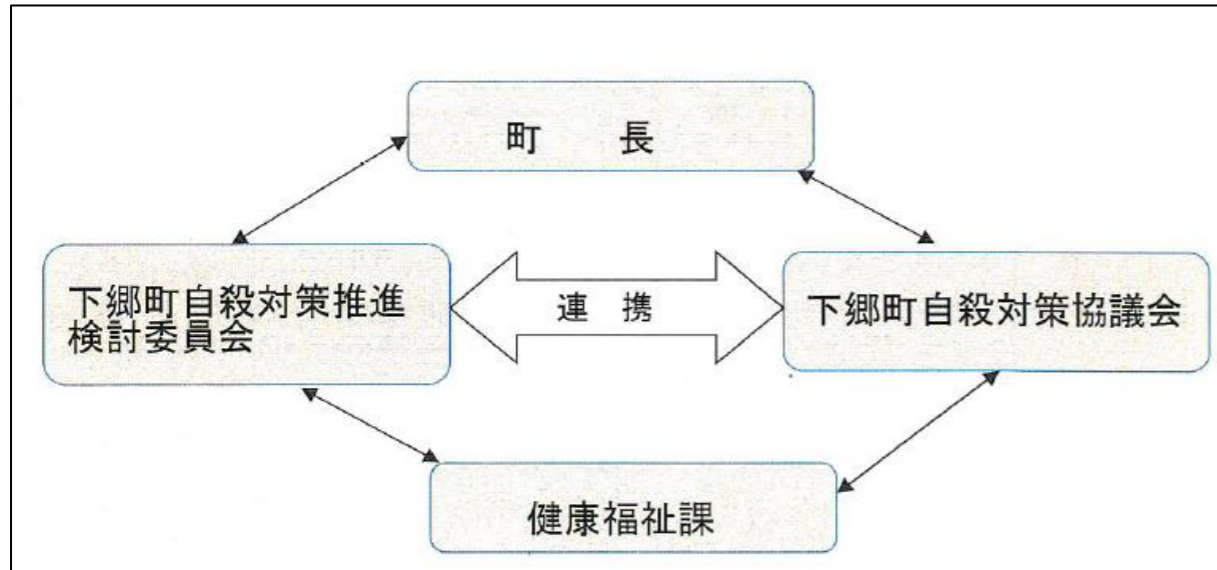 町　長
下郷町自殺対策推進
検討委員会
連　携
下郷町自殺対策協議会
健康福祉課